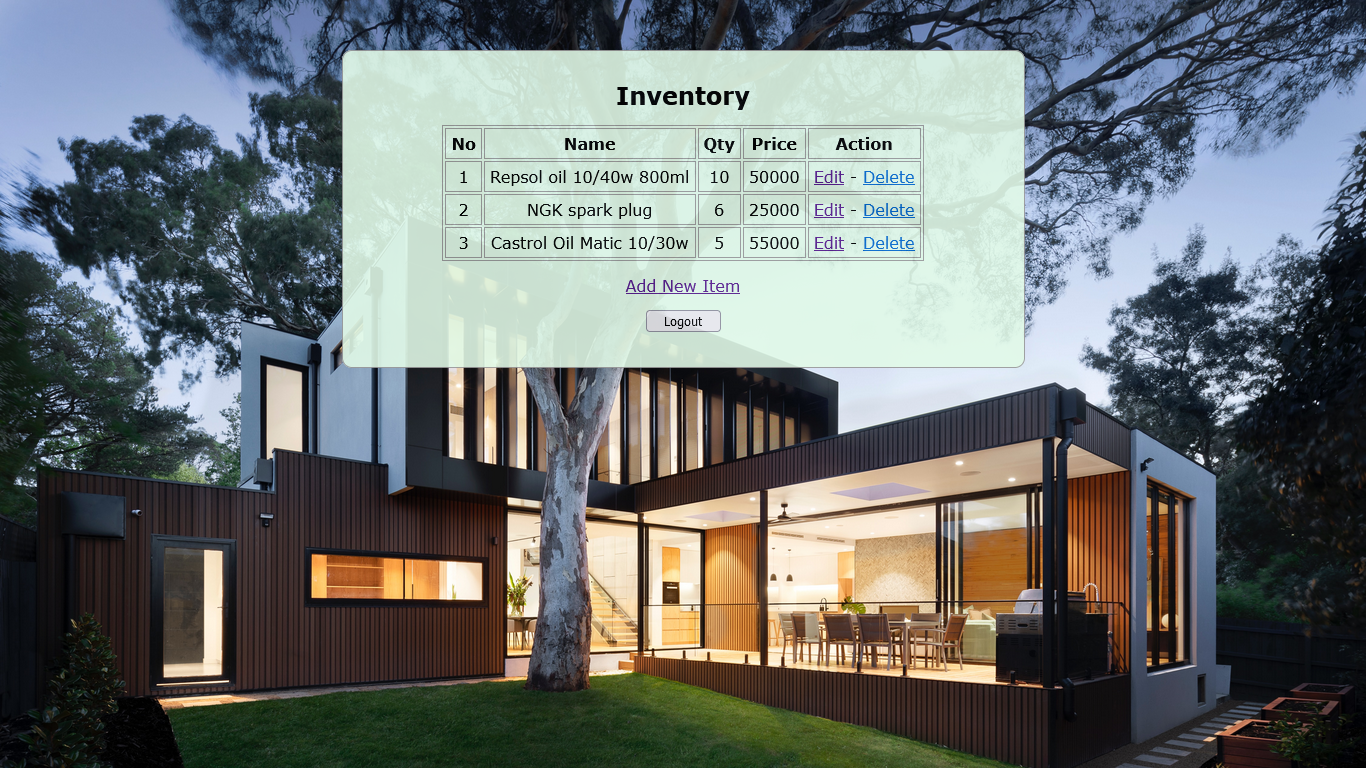 Inventory
No Name Qty Price Action
1 Repsol oil 10/40w 800ml 10 50000 Edit - Delete
2 NGK spark plug 6 25000 Edit - Delete
3 Castrol Oil Matic 10/30w 5 55000 Edit - Delete
Add New Item
Logout